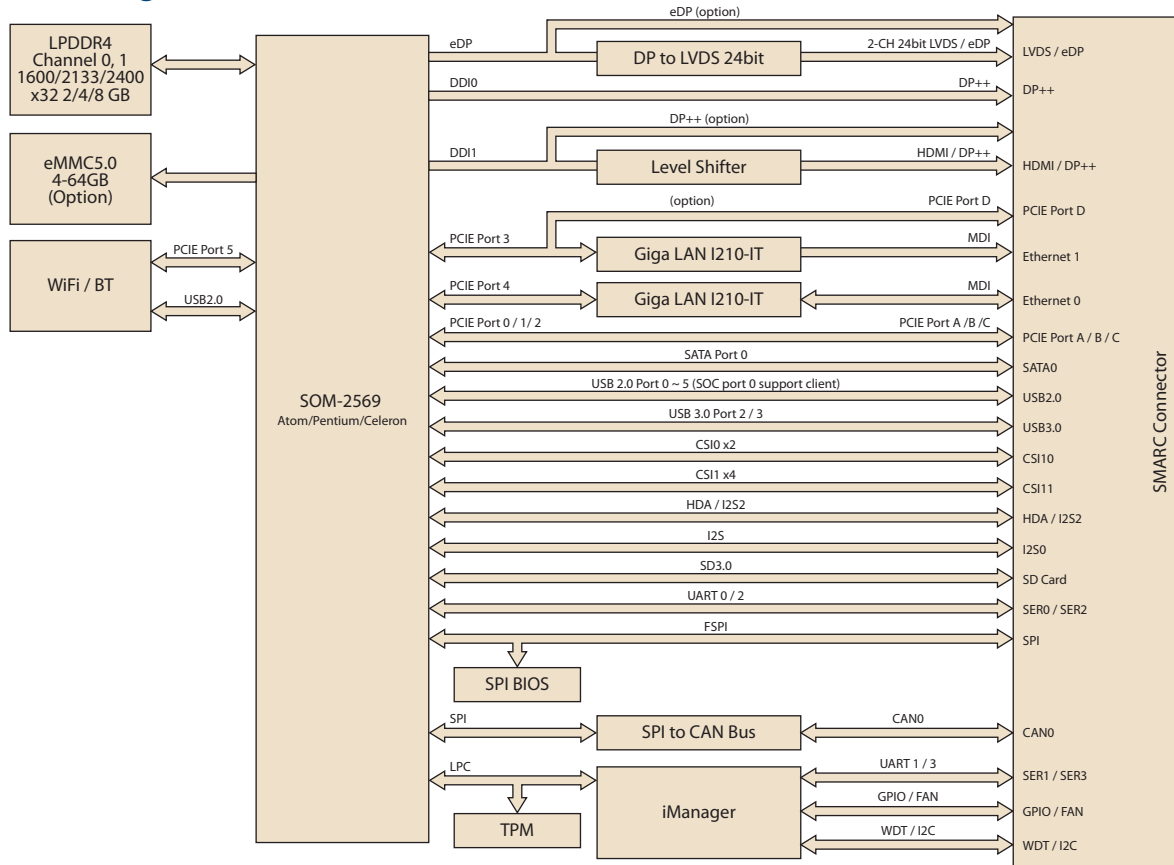 LPDDR4
Channel 0, 1
1600/2133/2400
x32 2/4/8 GB
eMMC5.0
4-64GB
(Option)
WiFi / BT
PCIE Port 5
USB2.0
SOM-2569
Atom/Pentium/Celeron
eDP (option)
eDP
DP to LVDS 24bit
2-CH 24bit LVDS / eDP
LVDS / eDP
DDI0
DP++
DP++
DP++ (option)
DDI1
Level Shifter
HDMI / DP++
HDMI / DP++
(option)
PCIE Port D
PCIE Port D
PCIE Port 3
Giga LAN I210-IT
MDI
Ethernet 1
PCIE Port 4
Giga LAN I210-IT
MDI
Ethernet 0
PCIE Port 0 / 1/ 2
PCIE Port A /B /C
PCIE Port A / B / C
SATA Port 0
SATA0
USB 2.0 Port 0 ~ 5 (SOC port 0 support client)
USB2.0
USB 3.0 Port 2 / 3
USB3.0
CSI0 x2
CSI10
CSI1 x4
CSI11
HDA / I2S2
HDA / I2S2
I2S
I2S0
SD3.0
SD Card
UART 0 / 2
SER0 / SER2
FSPI
SPI
SPI BIOS
SPI
SPI to CAN Bus
CAN0
CAN0
LPC
TPM
iManager
UART 1 / 3
SER1 / SER3
GPIO / FAN
GPIO / FAN
WDT / I2C
WDT / I2C
SMARC Connector